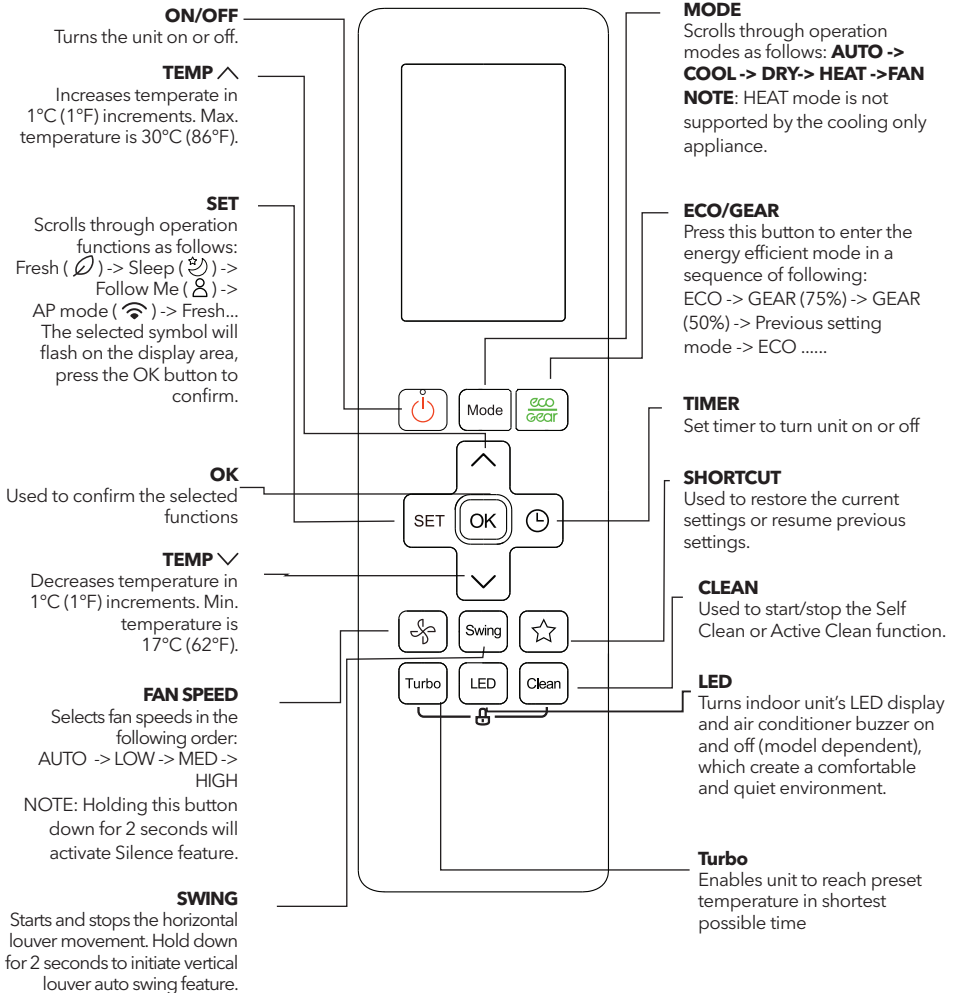 ON/OFF
Turns the unit on or off.
TEMP
Increases temperate in
1°C (1°F) increments. Max.
temperature is 30°C (86°F).
SET
Scrolls through operation
functions as follows:
Fresh ( ) -> Sleep ( ) ->
Follow Me ( ) ->
AP mode ( ) -> Fresh...
The selected symbol will
flash on the display area,
press the OK button to
confirm.
OK
Used to confirm the selected
functions
TEMP
Decreases temperature in
1°C (1°F) increments. Min.
temperature is
17°C (62°F).
FAN SPEED
Selects fan speeds in the
following order:
AUTO -> LOW -> MED ->
HIGH
NOTE: Holding this button
down for 2 seconds will
activate Silence feature.
SWING
Starts and stops the horizontal
louver movement. Hold down
for 2 seconds to initiate vertical
louver auto swing feature.
Mode
eco
Gear
SET
OK
Swing
Turbo
LED
Clean
MODE
Scrolls through operation
modes as follows: AUTO ->
COOL -> DRY-> HEAT ->FAN
NOTE: HEAT mode is not
supported by the cooling only
appliance.
ECO/GEAR
Press this button to enter the
energy efficient mode in a
sequence of following:
ECO -> GEAR (75%) -> GEAR
(50%) -> Previous setting
mode -> ECO ......
TIMER
Set timer to turn unit on or off
SHORTCUT
Used to restore the current
settings or resume previous
settings.
CLEAN
Used to start/stop the Self
Clean or Active Clean function.
LED
Turns indoor unit's LED display
and air conditioner buzzer on
and off (model dependent),
which create a comfortable
and quiet environment.
Turbo
Enables unit to reach preset
temperature in shortest
possible time